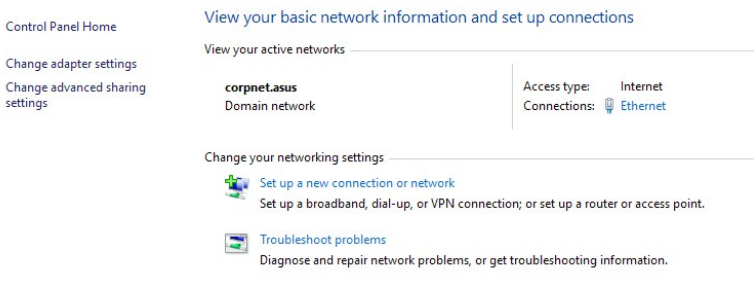 Control Panel Home
Change adapter settings
Change advanced sharing
settings
View your basic network information and set up connections
View your active networks
corpnet.asus
Domain network
Access type: Internet
Connections: Ethernet
Change your networking settings
Set up a new connection or network
Set up a broadband, dial-up, or VPN connection; or set up a router or access point.
Troubleshoot problems
Diagnose and repair network problems, or get troubleshooting information.